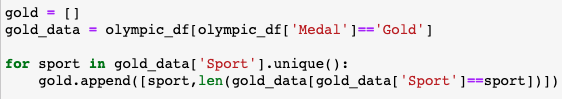 gold = []
gold_data = olympic_df[olympic_df['Medal']=='Gold']

for sport in gold_data['Sport'].unique():
    gold.append([sport,len(gold_data[gold_data['Sport']==sport])])